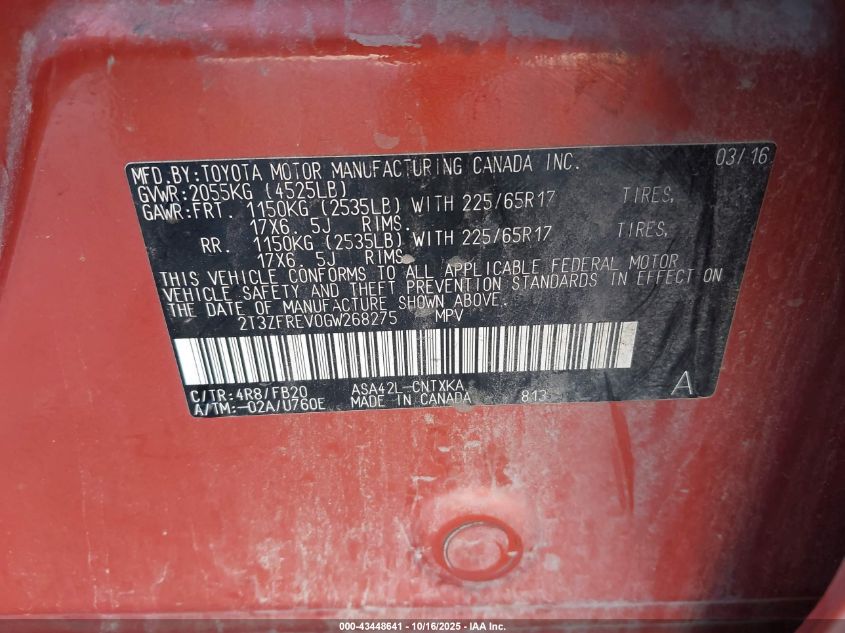 MFD.BY:TOYOTA MOTOR MANUFACTURING CANADA INC. 03/16
GVWR:2055KG (4525LB)
GAWR:FRT. 1150KG (2535LB) WITH 225/65R17 TIRES,
17X6.5J RIMS.
RR. 1150KG (2535LB) WITH 225/65R17 TIRES,
17X6.5J RIMS.
THIS VEHICLE CONFORMS TO ALL APPLICABLE FEDERAL MOTOR
VEHICLE SAFETY AND THEFT PREVENTION STANDARDS IN EFFECT ON
THE DATE OF MANUFACTURE SHOWN ABOVE.
2T3ZFREV0GW268275 MPV
C/TR:4R8/FB20 ASA42L-CNTXKA A
A/TM:-02A/U760E MADE IN CANADA 813
000-43448641 - 10/16/2025 - IAA Inc.